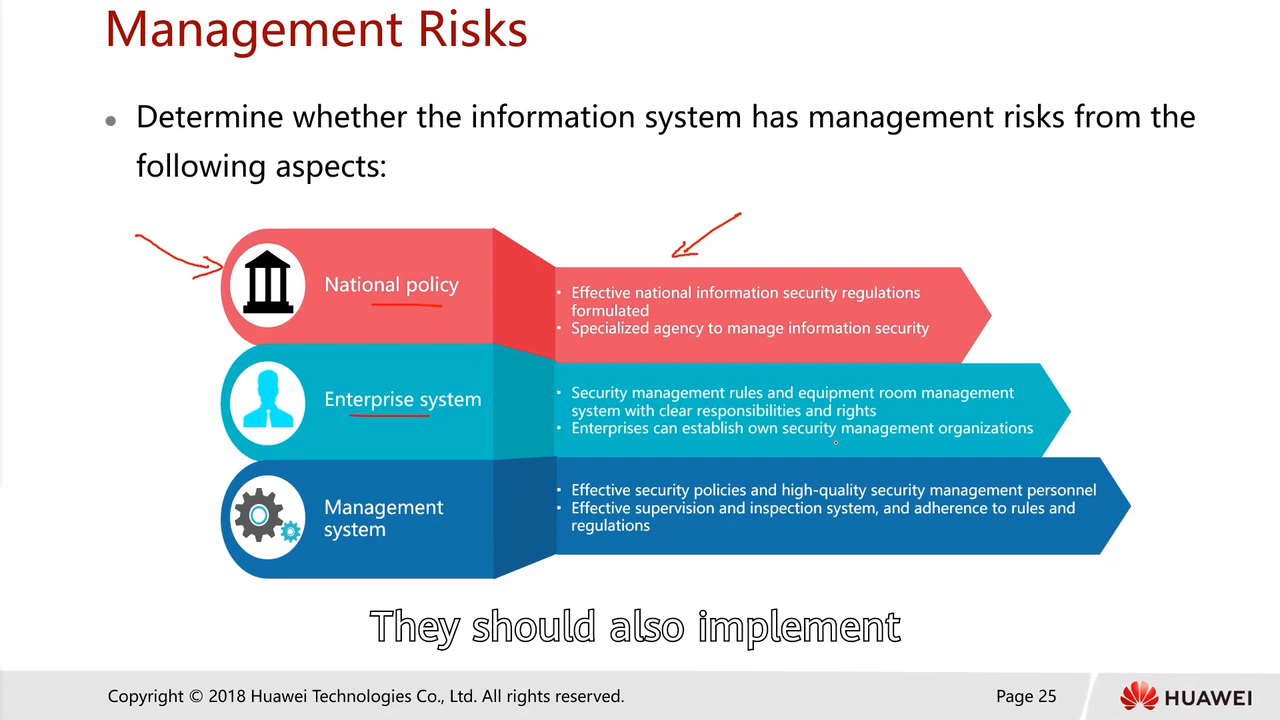 Management Risks
• Determine whether the information system has management risks from the
following aspects:
National policy
• Effective national information security regulations
formulated
• Specialized agency to manage information security
Enterprise system
• Security management rules and equipment room management
system with clear responsibilities and rights
• Enterprises can establish own security management organizations
Management
system
• Effective security policies and high-quality security management personnel
• Effective supervision and inspection system, and adherence to rules and
regulations
They should also implement
Copyright © 2018 Huawei Technologies Co., Ltd. All rights reserved.
Page 25
HUAWEI